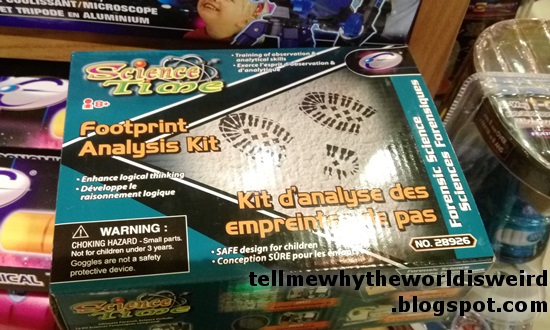 COULISSANT/MICROSCOPE
ET TRIPODE EN ALUMINIUM
Science
Time
8+
• Training of observation &
analytical skills
• Exerce l'esprit d'observation &
d'analytique
Footprint
Analysis Kit
• Enhance logical thinking
• Développe le
raisonnement logique
Kit d'analyse des
empreintes de pas
Forensic Science
Sciences Forensiques
WARNING :
CHOKING HAZARD - Small parts.
Not for children under 3 years.
Goggles are not a safety
protective device.
• SAFE design for children
• Conception SÛRE pour les
NO. 28926
ICAL
Science
Time
tellmewhytheworldisweird
.blogspot.com